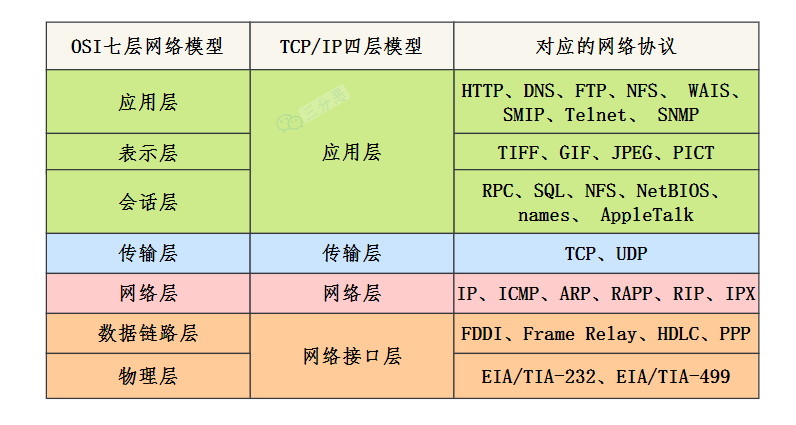 OSI七层网络模型 TCP/IP四层模型 对应的网络协议
应用层
HTTP、DNS、FTP、NFS、 WAIS、
SMIP、Telnet、 SNMP
三分恶
表示层
应用层
TIFF、GIF、JPEG、PICT
会话层
RPC、SQL、NFS、NetBIOS、
names、 AppleTalk
传输层 传输层 TCP、UDP
网络层 网络层 IP、ICMP、ARP、RAPP、RIP、IPX
数据链路层 FDDI、Frame Relay、HDLC、PPP
网络接口层
物理层 EIA/TIA-232、EIA/TIA-499